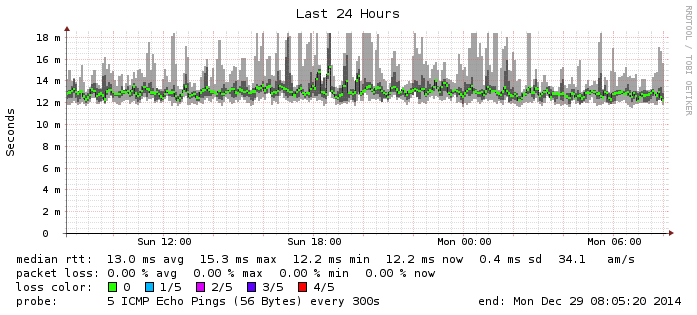 Last 24 Hours
RRDTOOL / TOBI OETIKER
Seconds
18 m
16 m
14 m
12 m
10 m
8 m
6 m
4 m
2 m
0
Sun 12:00 Sun 18:00 Mon 00:00 Mon 06:00
median rtt: 13.0 ms avg 15.3 ms max 12.2 ms min 12.2 ms now 0.4 ms sd 34.1 am/s
packet loss: 0.00 % avg 0.00 % max 0.00 % min 0.00 % now
loss color: 0 1/5 2/5 3/5 4/5
probe: 5 ICMP Echo Pings (56 Bytes) every 300s end: Mon Dec 29 08:05:20 2014